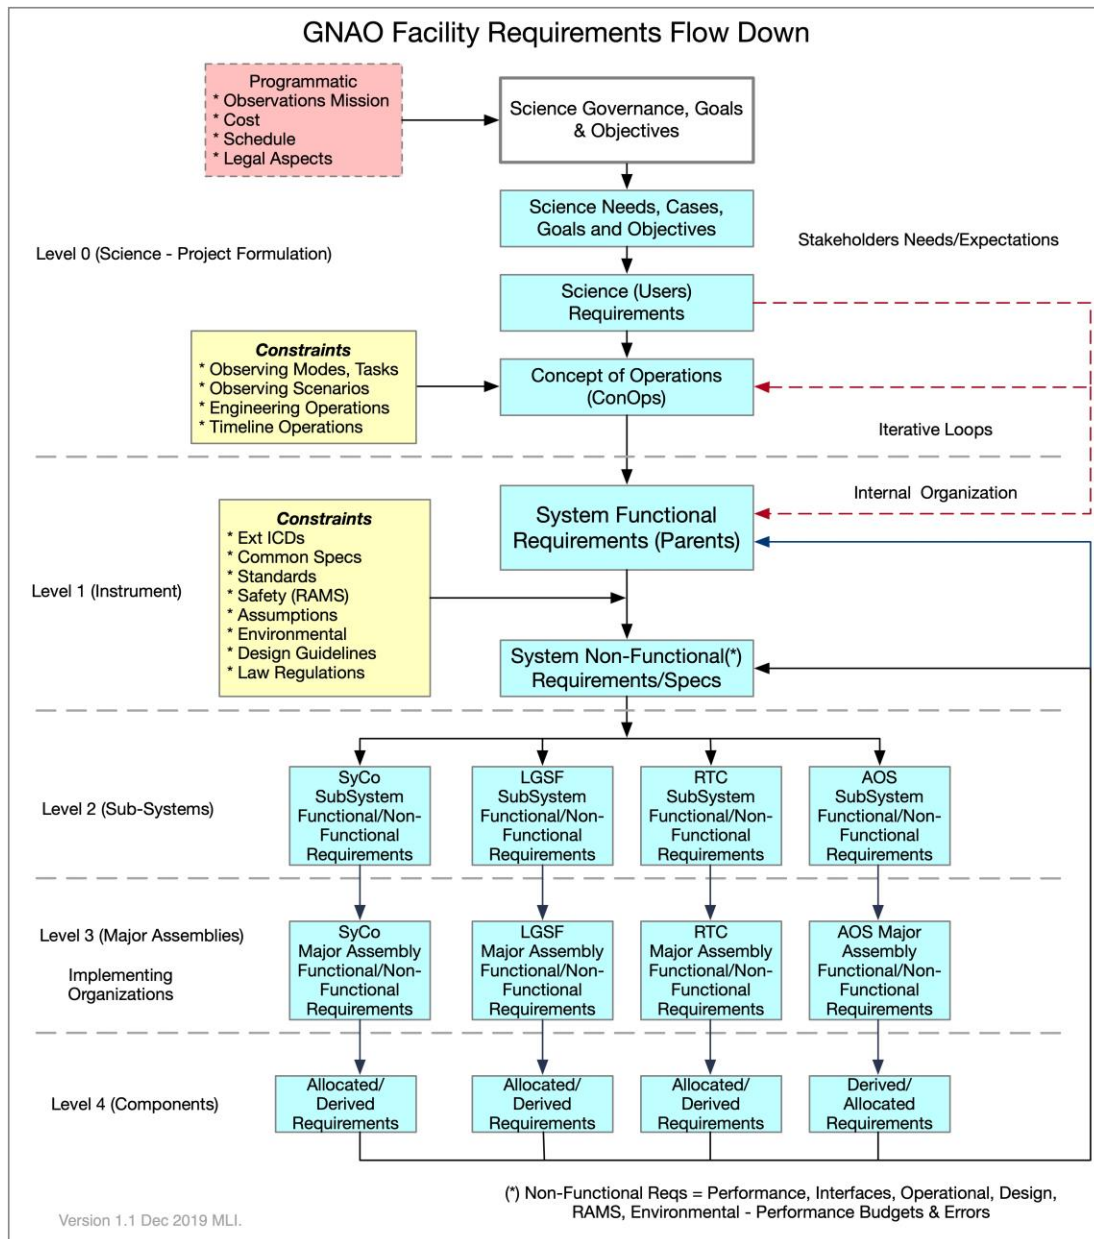 GNAO Facility Requirements Flow Down
Programmatic
* Observations Mission
* Cost
* Schedule
* Legal Aspects
Science Governance, Goals
& Objectives
Science Needs, Cases,
Goals and Objectives
Stakeholders Needs/Expectations
Level 0 (Science - Project Formulation)
Science (Users)
Requirements
Constraints
* Observing Modes, Tasks
* Observing Scenarios
* Engineering Operations
* Timeline Operations
Concept of Operations
(ConOps)
Iterative Loops
Internal Organization
System Functional
Requirements (Parents)
Constraints
* Ext ICDs
* Common Specs
* Standards
* Safety (RAMS)
* Assumptions
* Environmental
* Design Guidelines
* Law Regulations
Level 1 (Instrument)
System Non-Functional(*)
Requirements/Specs
Level 2 (Sub-Systems)
SyCo
SubSystem
Functional/Non-
Functional
Requirements
LGSF
SubSystem
Functional/Non-
Functional
Requirements
RTC
SubSystem
Functional/Non-
Functional
Requirements
AOS
SubSystem
Functional/Non-
Functional
Requirements
Level 3 (Major Assemblies)
Implementing
Organizations
SyCo
Major Assembly
Functional/Non-
Functional
Requirements
LGSF
Major Assembly
Functional/Non-
Functional
Requirements
RTC
Major Assembly
Functional/Non-
Functional
Requirements
AOS Major
Assembly
Functional/Non-
Functional
Requirements
Level 4 (Components)
Allocated/
Derived
Requirements
Allocated/
Derived
Requirements
Allocated/
Derived
Requirements
Derived/
Allocated
Requirements
(*) Non-Functional Reqs = Performance, Interfaces, Operational, Design,
RAMS, Environmental - Performance Budgets & Errors
Version 1.1 Dec 2019 MLI.